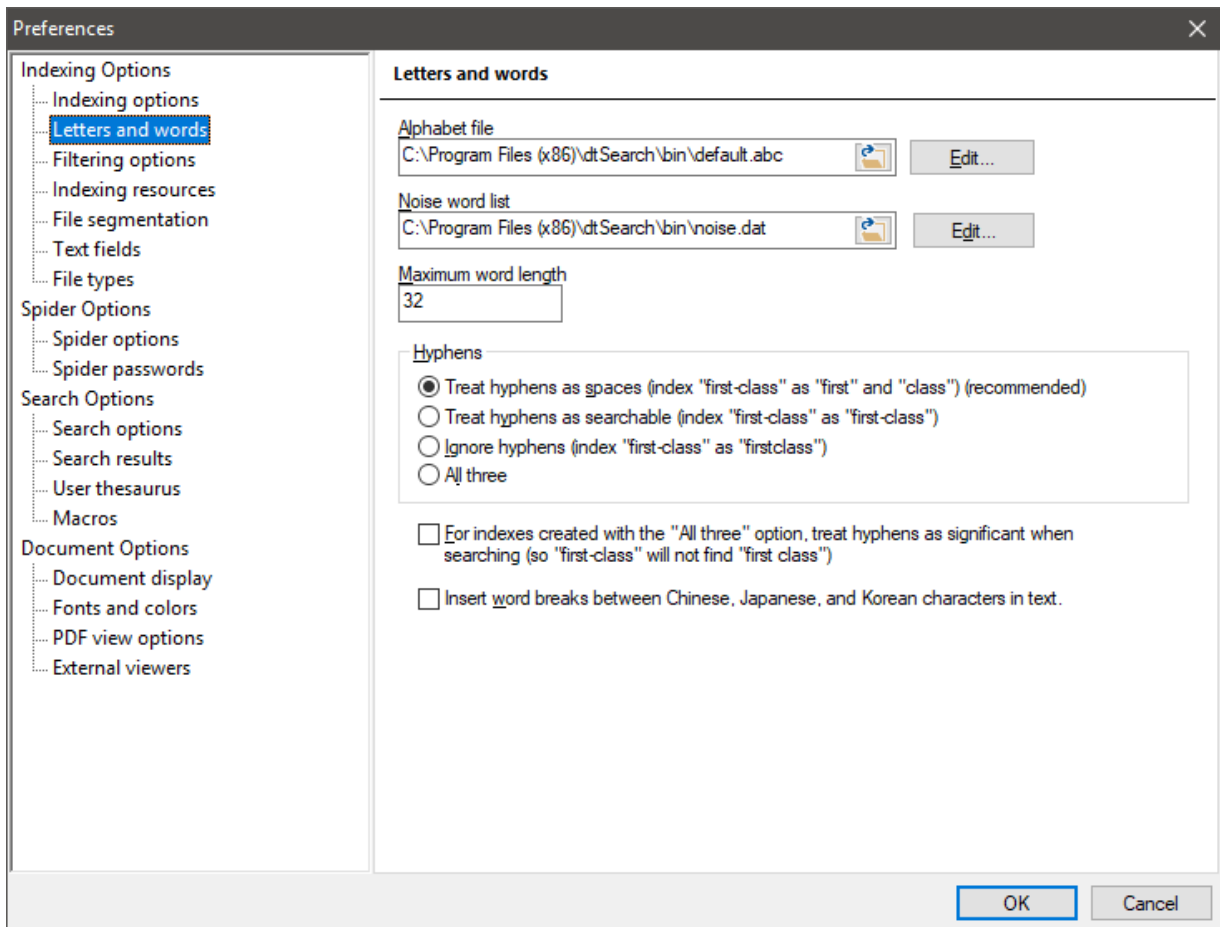 Preferences
Indexing Options
Indexing options
Letters and words
Filtering options
Indexing resources
File segmentation
Text fields
File types
Spider Options
Spider options
Spider passwords
Search Options
Search options
Search results
User thesaurus
Macros
Document Options
Document display
Fonts and colors
PDF view options
External viewers
Letters and words
Alphabet file
C:\Program Files (x86)\dtSearch\bin\default.abc
Edit...
Noise word list
C:\Program Files (x86)\dtSearch\bin\noise.dat
Edit...
Maximum word length
32
Hyphens
Treat hyphens as spaces (index "first-class" as "first" and "class") (recommended)
Treat hyphens as searchable (index "first-class" as "first-class")
Ignore hyphens (index "first-class" as "firstclass")
All three
For indexes created with the "All three" option, treat hyphens as significant when
searching (so "first-class" will not find "first class")
Insert word breaks between Chinese, Japanese, and Korean characters in text.
OK
Cancel